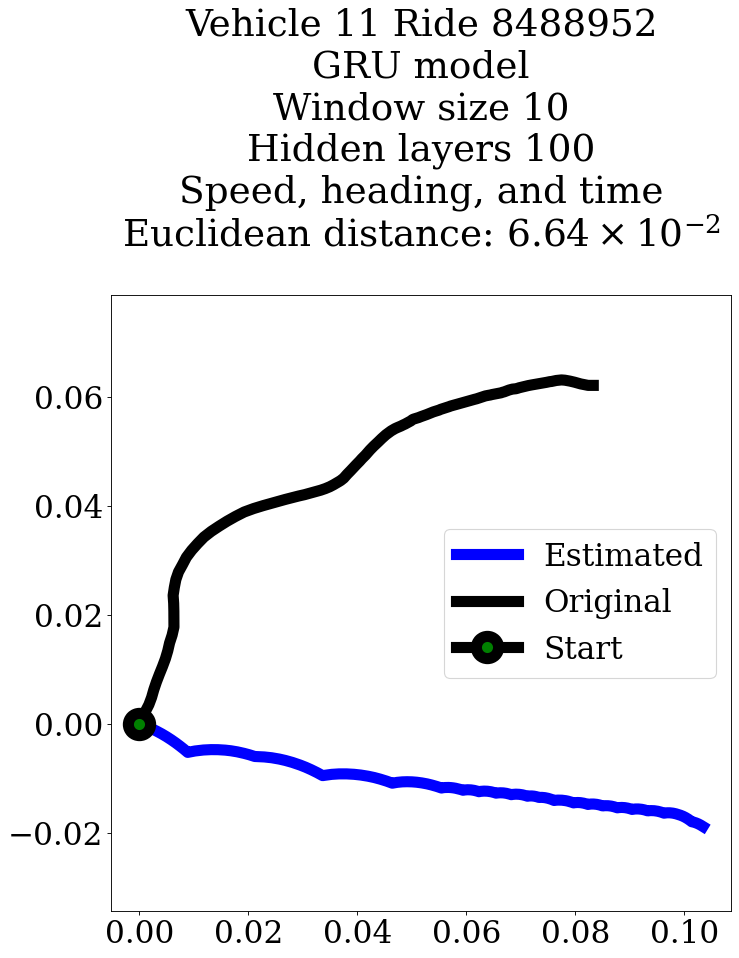 Vehicle 11 Ride 8488952
GRU model
Window size 10
Hidden layers 100
Speed, heading, and time
Euclidean distance: 6.64 × 10⁻²
0.06
0.04
0.02
0.00
−0.02
Estimated
Original
Start
0.00 0.02 0.04 0.06 0.08 0.10